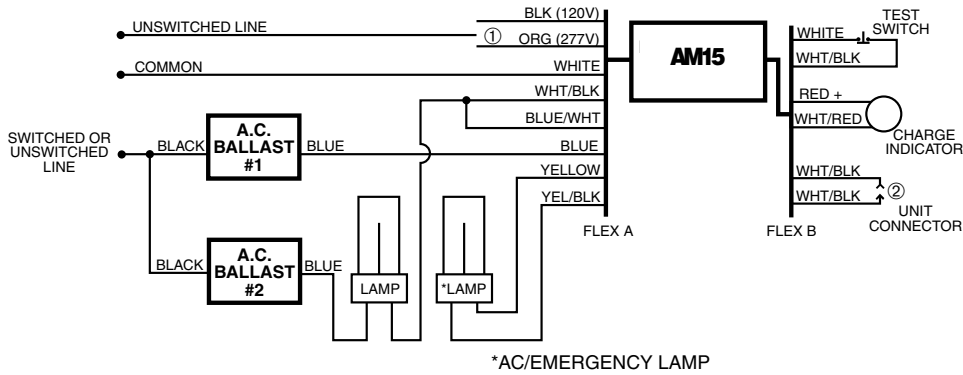 BLK (120V)
UNSWITCHED LINE
①
ORG (277V)
COMMON
WHITE
WHT/BLK
BLUE/WHT
SWITCHED OR
UNSWITCHED
LINE
BLACK
A.C.
BALLAST
#1
BLUE
BLUE
YELLOW
YEL/BLK
FLEX A
BLACK
A.C.
BALLAST
#2
BLUE
LAMP
*LAMP
*AC/EMERGENCY LAMP
AM15
TEST
SWITCH
WHITE
WHT/BLK
RED +
WHT/RED
CHARGE
INDICATOR
WHT/BLK
②
WHT/BLK
UNIT
CONNECTOR
FLEX B